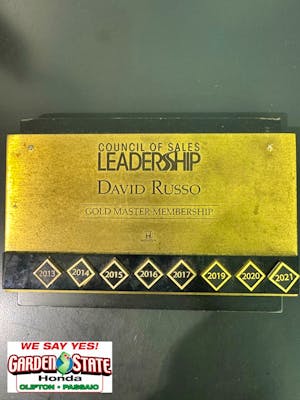 COUNCIL OF SALES
LEADERSHIP
DAVID RUSSO
GOLD MASTER MEMBERSHIP
2013 2014 2015 2016 2017 2019 2020 2021
WE SAY YES!
GARDEN STATE
Honda
CLIFTON • PASSAIC